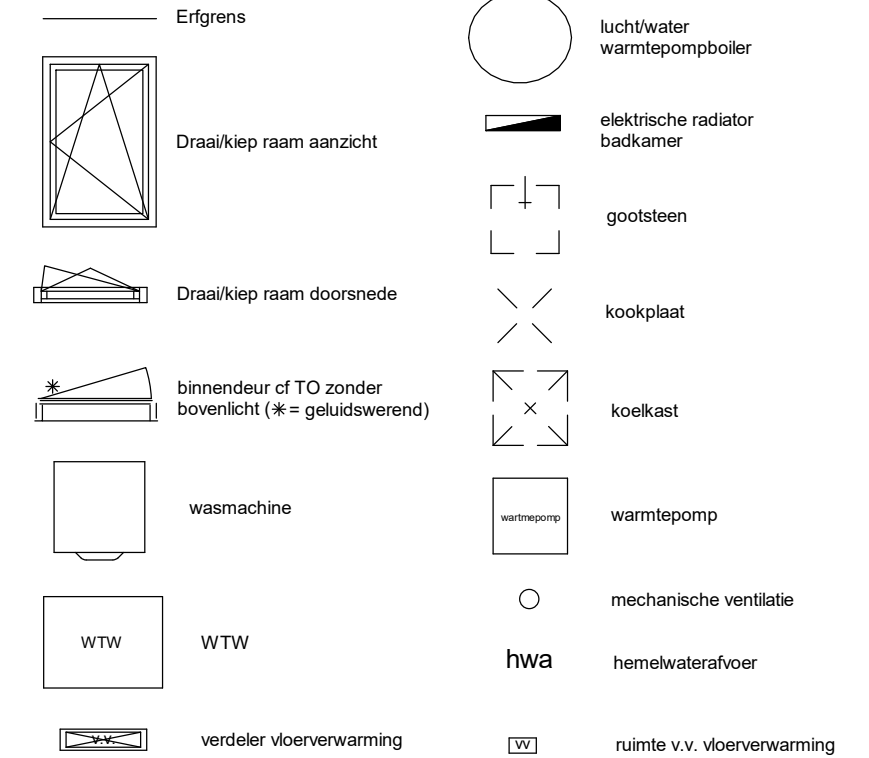 Erfgrens
Draai/kiep raam aanzicht
Draai/kiep raam doorsnede
binnendeur cf TO zonder
bovenlicht (✳= geluidswerend)
wasmachine
WTW
WTW
v.v.
verdeler vloerverwarming
lucht/water
warmtepompboiler
elektrische radiator
badkamer
gootsteen
kookplaat
koelkast
wartmepomp
warmtepomp
mechanische ventilatie
hwa
hemelwaterafvoer
vv
ruimte v.v. vloerverwarming